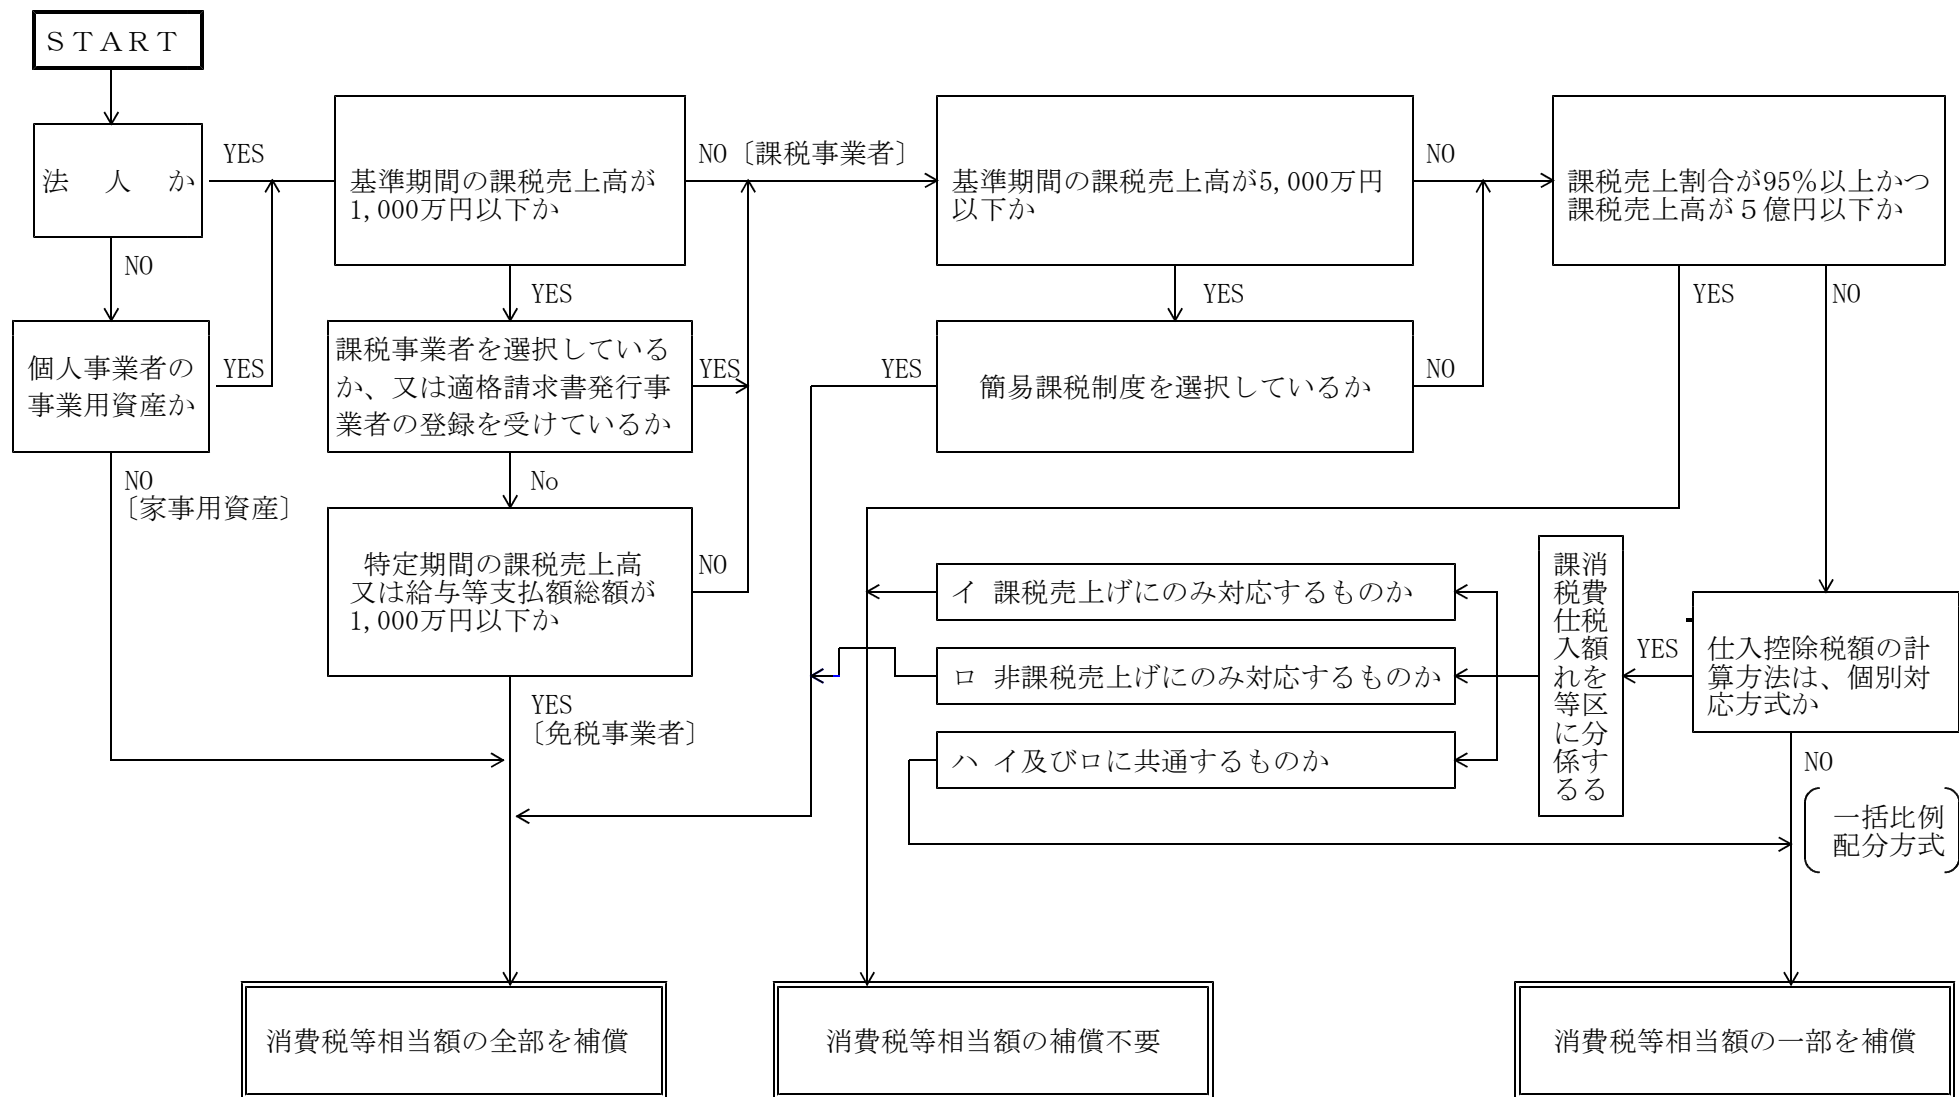 ＳＴＡＲＴ
法　人　か
YES
NO
個人事業者の
事業用資産か
YES
NO
〔家事用資産〕
基準期間の課税売上高が
1,000万円以下か
NO〔課税事業者〕
YES
課税事業者を選択している
か、又は適格請求書発行事
業者の登録を受けているか
YES
No
特定期間の課税売上高
又は給与等支払額総額が
1,000万円以下か
NO
YES
〔免税事業者〕
基準期間の課税売上高が5,000万円
以下か
NO
YES
簡易課税制度を選択しているか
YES
NO
課税売上割合が95％以上かつ
課税売上高が５億円以下か
YES
NO
仕入控除税額の計
算方法は、個別対
応方式か
YES
NO
一括比例
配分方式
消費税額を区分する
課税仕入れ等に係る
イ 課税売上げにのみ対応するものか
ロ 非課税売上げにのみ対応するものか
ハ イ及びロに共通するものか
消費税等相当額の全部を補償
消費税等相当額の補償不要
消費税等相当額の一部を補償